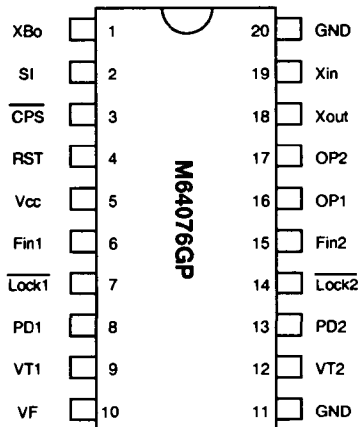 XBo 1 20 GND
SI 2 19 Xin
CPS 3 18 Xout
RST 4 17 OP2
Vcc 5 16 OP1
Fin1 6 15 Fin2
Lock1 7 14 Lock2
PD1 8 13 PD2
VT1 9 12 VT2
VF 10 11 GND
M64076GP